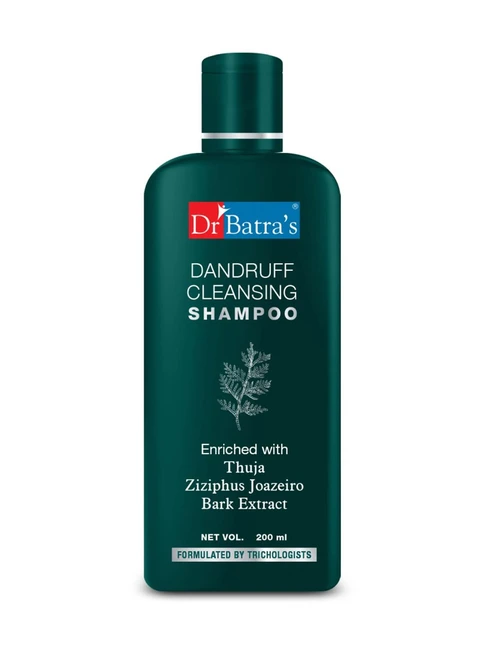 Dr Batra's®
DANDRUFF
CLEANSING
SHAMPOO
Enriched with
Thuja
Ziziphus Joazeiro
Bark Extract
NET VOL. 200 ml
FORMULATED BY TRICHOLOGISTS